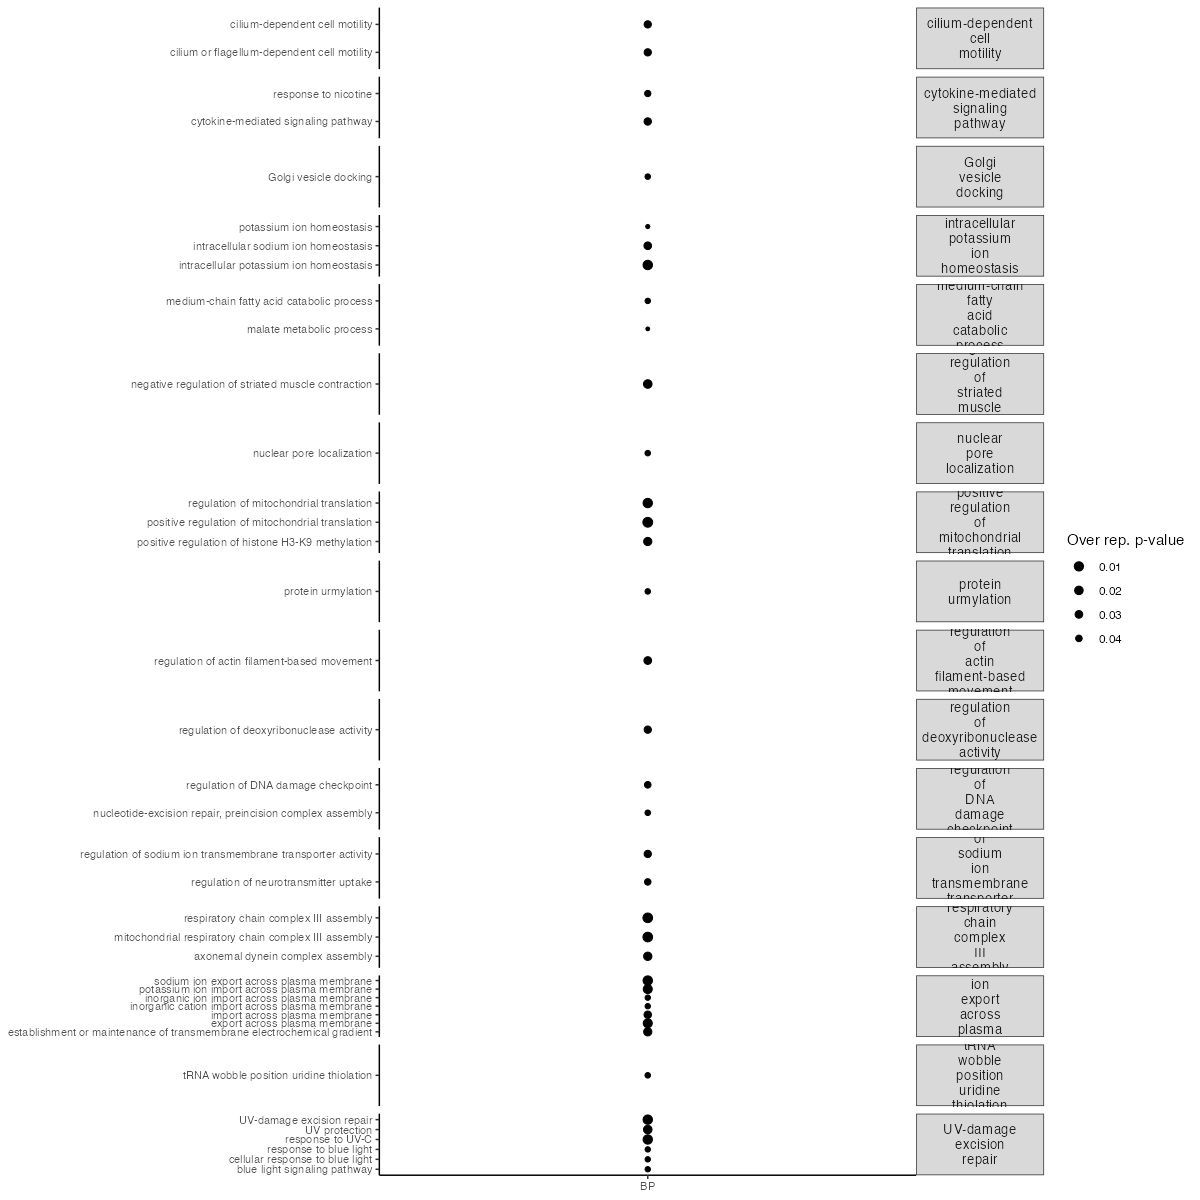 cilium-dependent cell motility
cilium or flagellum-dependent cell motility
cilium-dependent
cell
motility
response to nicotine
cytokine-mediated signaling pathway
cytokine-mediated
signaling
pathway
Golgi vesicle docking
Golgi
vesicle
docking
potassium ion homeostasis
intracellular sodium ion homeostasis
intracellular potassium ion homeostasis
intracellular
potassium
ion
homeostasis
medium-chain fatty acid catabolic process
malate metabolic process
medium-chain
fatty
acid
catabolic
process
negative regulation of striated muscle contraction
regulation
of
striated
muscle
nuclear pore localization
nuclear
pore
localization
regulation of mitochondrial translation
positive regulation of mitochondrial translation
positive regulation of histone H3-K9 methylation
positive
regulation
of
mitochondrial
translation
protein urmylation
protein
urmylation
regulation of actin filament-based movement
regulation
of
actin
filament-based
movement
regulation of deoxyribonuclease activity
regulation
of
deoxyribonuclease
activity
regulation of DNA damage checkpoint
nucleotide-excision repair, preincision complex assembly
regulation
of
DNA
damage
checkpoint
regulation of sodium ion transmembrane transporter activity
regulation of neurotransmitter uptake
of
sodium
ion
transmembrane
transporter
respiratory chain complex III assembly
mitochondrial respiratory chain complex III assembly
axonemal dynein complex assembly
respiratory
chain
complex
III
assembly
sodium ion export across plasma membrane
potassium ion import across plasma membrane
inorganic ion import across plasma membrane
inorganic cation import across plasma membrane
import across plasma membrane
export across plasma membrane
establishment or maintenance of transmembrane electrochemical gradient
ion
export
across
plasma
tRNA wobble position uridine thiolation
tRNA
wobble
position
uridine
thiolation
UV-damage excision repair
UV protection
response to UV-C
response to blue light
cellular response to blue light
blue light signaling pathway
UV-damage
excision
repair
BP
Over rep. p-value
0.01
0.02
0.03
0.04